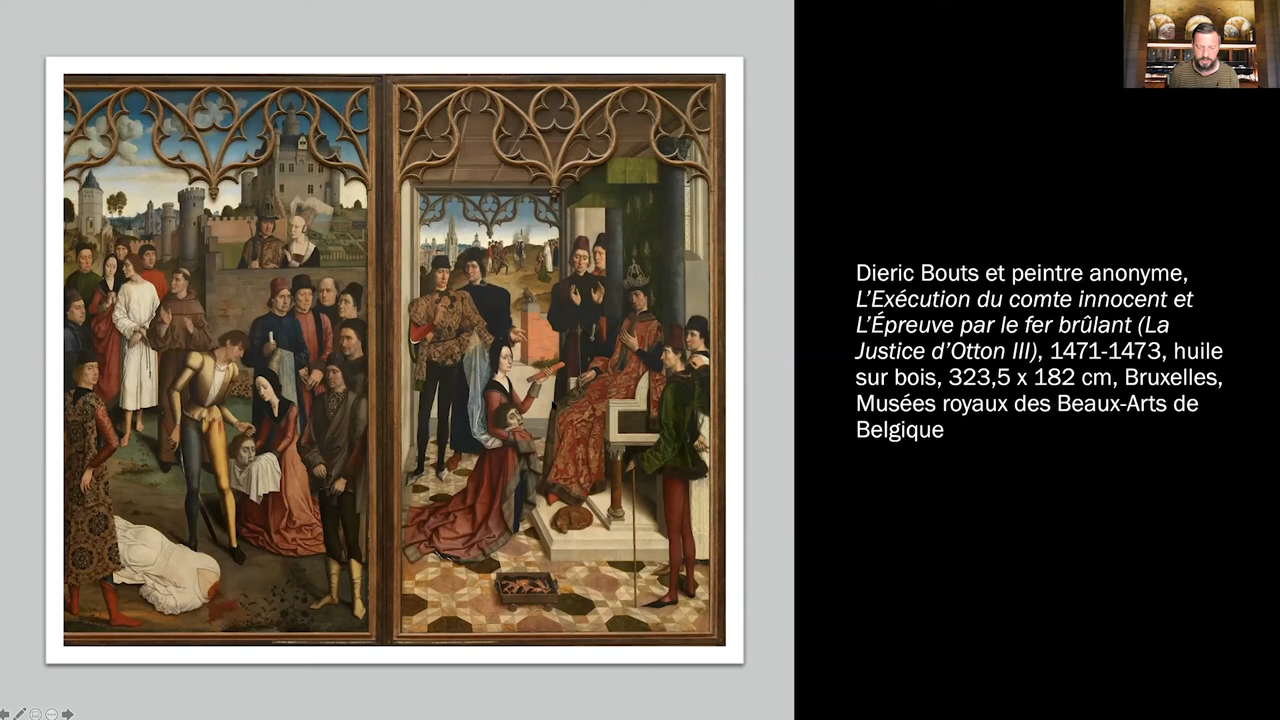 Dieric Bouts et peintre anonyme,
L’Exécution du comte innocent et
L’Épreuve par le fer brûlant (La
Justice d’Otton III), 1471-1473, huile
sur bois, 323,5 x 182 cm, Bruxelles,
Musées royaux des Beaux-Arts de
Belgique